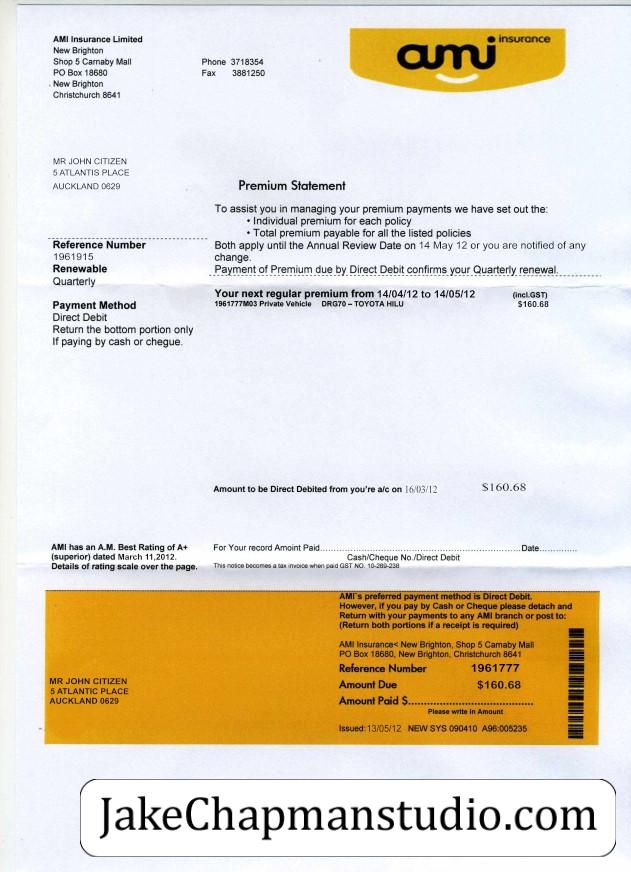 AMI Insurance Limited
New Brighton
Shop 5 Carnaby Mall
PO Box 18680
New Brighton
Christchurch 8641
Phone 3718354
Fax 3881250
ami insurance
MR JOHN CITIZEN
5 ATLANTIS PLACE
AUCKLAND 0629
Premium Statement
To assist you in managing your premium payments we have set out the:
• Individual premium for each policy
• Total premium payable for all the listed policies
Both apply until the Annual Review Date on 14 May 12 or you are notified of any
change.
Payment of Premium due by Direct Debit confirms your Quarterly renewal.
Reference Number
1961915
Renewable
Quarterly
Payment Method
Direct Debit
Return the bottom portion only
If paying by cash or chegue.
Your next regular premium from 14/04/12 to 14/05/12 (incl.GST)
1961777M03 Private Vehicle DRG70 – TOYOTA HILU $160.68
Amount to be Direct Debited from you're a/c on 16/03/12 $160.68
AMI has an A.M. Best Rating of A+
(superior) dated March 11,2012.
Details of rating scale over the page.
For Your record Amoint Paid..........Date..........
Cash/Cheque No./Direct Debit
This notice becomes a tax invoice when paid GST NO. 10-289-238
AMI's preferred payment method is Direct Debit.
However, if you pay by Cash or Cheque please detach and
Return with your payments to any AMI branch or post to:
(Return both portions if a receipt is required)
AMI Insurance< New Brighton, Shop 5 Carnaby Mall
PO Box 18680, New Brighton, Christchurch 8641
Reference Number 1961777
Amount Due $160.68
Amount Paid $..........
Please write in Amount
Issued: 13/05/12 NEW SYS 090410 A96:005235
MR JOHN CITIZEN
5 ATLANTIC PLACE
AUCKLAND 0629
JakeChapmanstudio.com